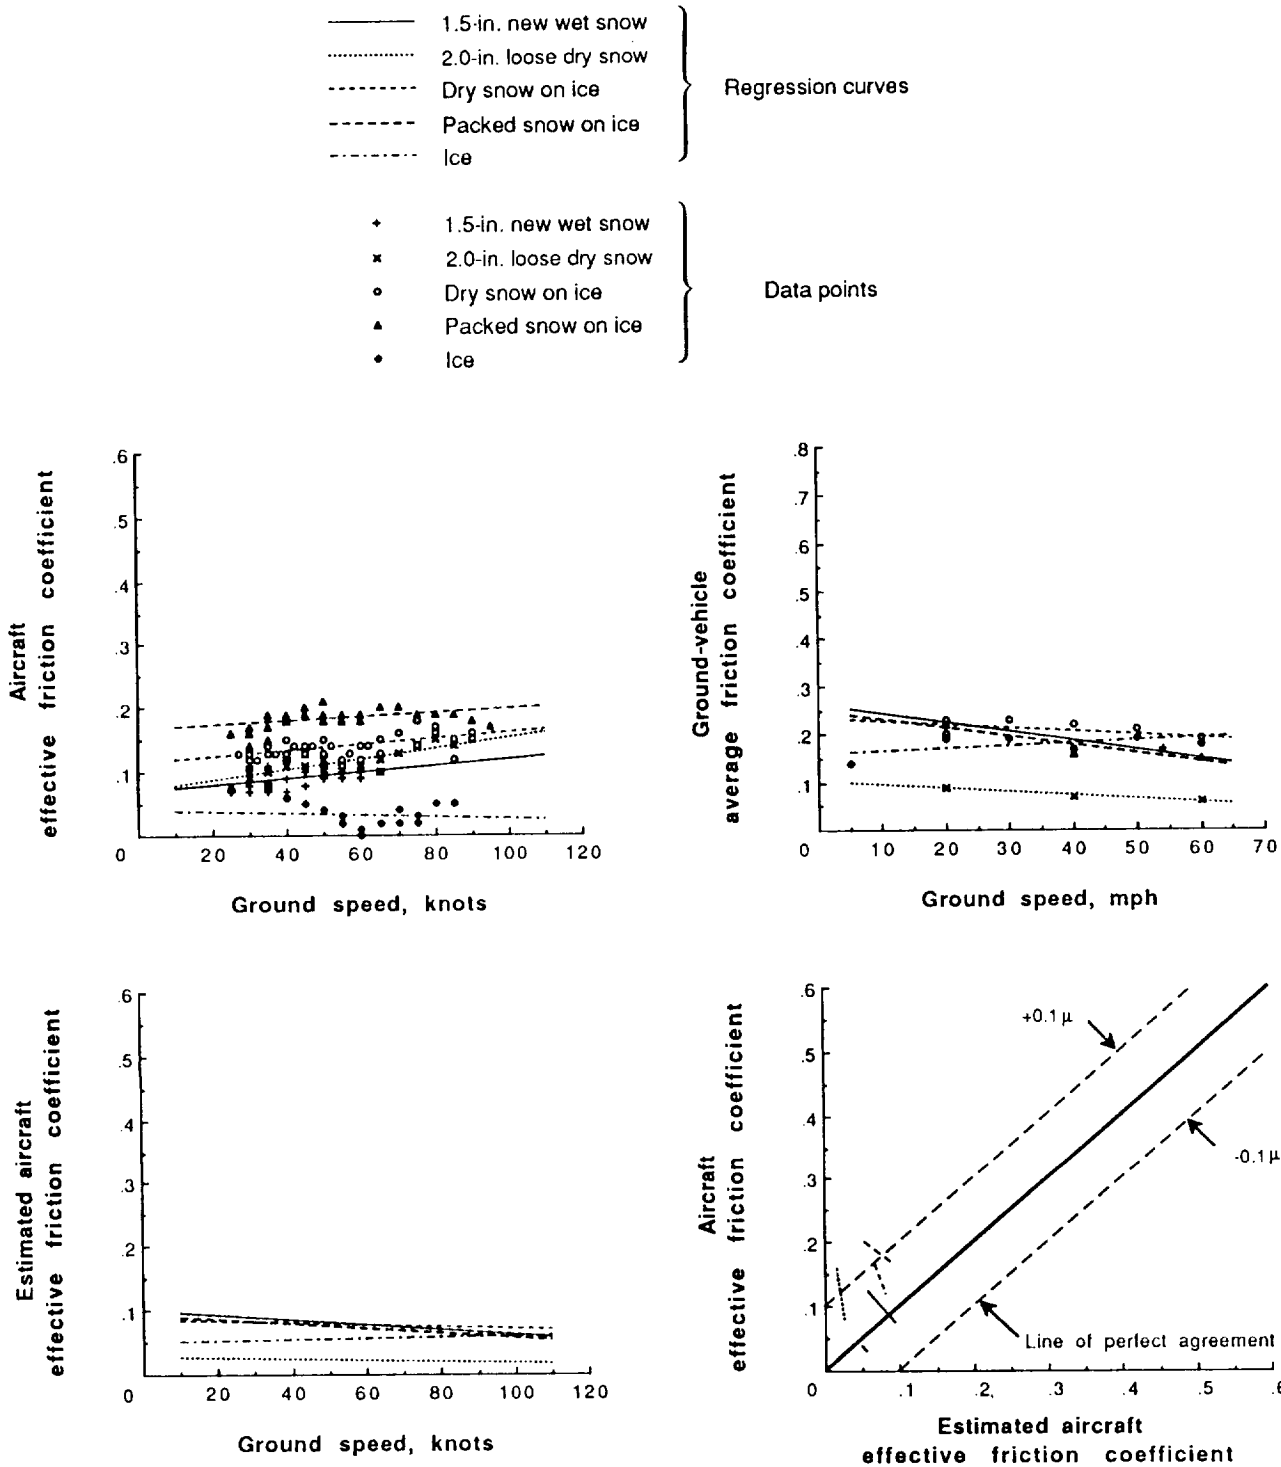 1.5-in. new wet snow
2.0-in. loose dry snow
Dry snow on ice
Packed snow on ice
Ice
Regression curves
1.5-in. new wet snow
2.0-in. loose dry snow
Dry snow on ice
Packed snow on ice
Ice
Data points
Aircraft
effective friction coefficient
.6
.5
.4
.3
.2
.1
0 20 40 60 80 100 120
Ground speed, knots
Ground-vehicle
average friction coefficient
.8
.7
.6
.5
.4
.3
.2
.1
0 10 20 30 40 50 60 70
Ground speed, mph
Estimated aircraft
effective friction coefficient
.6
.5
.4
.3
.2
.1
0 20 40 60 80 100 120
Ground speed, knots
Aircraft
effective friction coefficient
.6
.5
.4
.3
.2
.1
+0.1 μ
-0.1 μ
Line of perfect agreement
0 .1 .2 .3 .4 .5 .6
Estimated aircraft
effective friction coefficient